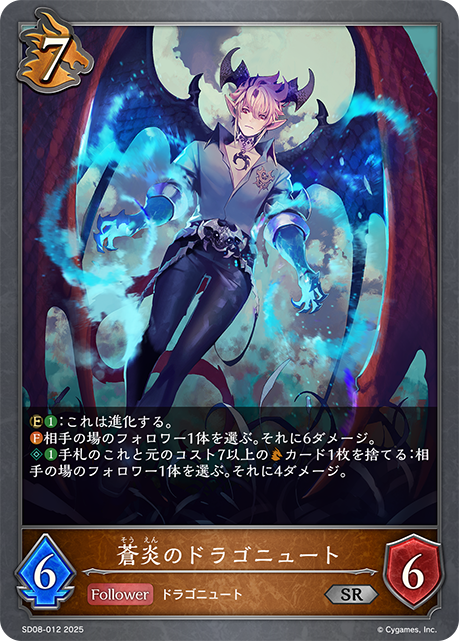 7
E 1：これは進化する。
F 相手の場のフォロワー1体を選ぶ。それに6ダメージ。
1 手札のこれと元のコスト7以上のカード1枚を捨てる：相
手の場のフォロワー1体を選ぶ。それに4ダメージ。
そうえん
蒼炎のドラゴニュート
6
Follower ドラゴニュート SR
6
SD08-012 2025 © Cygames, Inc.